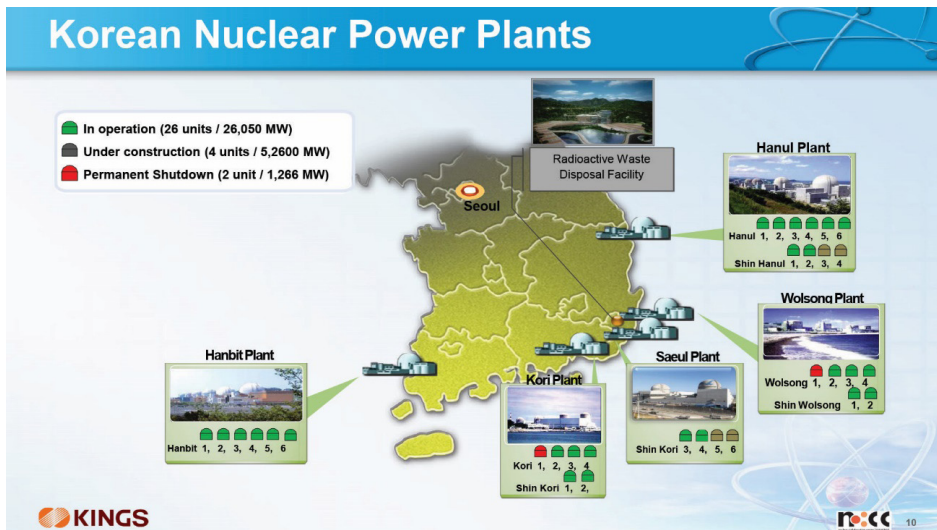 Korean Nuclear Power Plants
In operation (26 units / 26,050 MW)
Under construction (4 units / 5,2600 MW)
Permanent Shutdown (2 unit / 1,266 MW)
Radioactive Waste
Disposal Facility
Seoul
Hanul Plant
Hanul 1, 2, 3, 4, 5, 6
Shin Hanul 1, 2, 3, 4
Wolsong Plant
Wolsong 1, 2, 3, 4
Shin Wolsong 1, 2
Saeul Plant
Shin Kori 3, 4, 5, 6
Kori Plant
Kori 1, 2, 3, 4
Shin Kori 1, 2,
Hanbit Plant
Hanbit 1, 2, 3, 4, 5, 6
KINGS
10